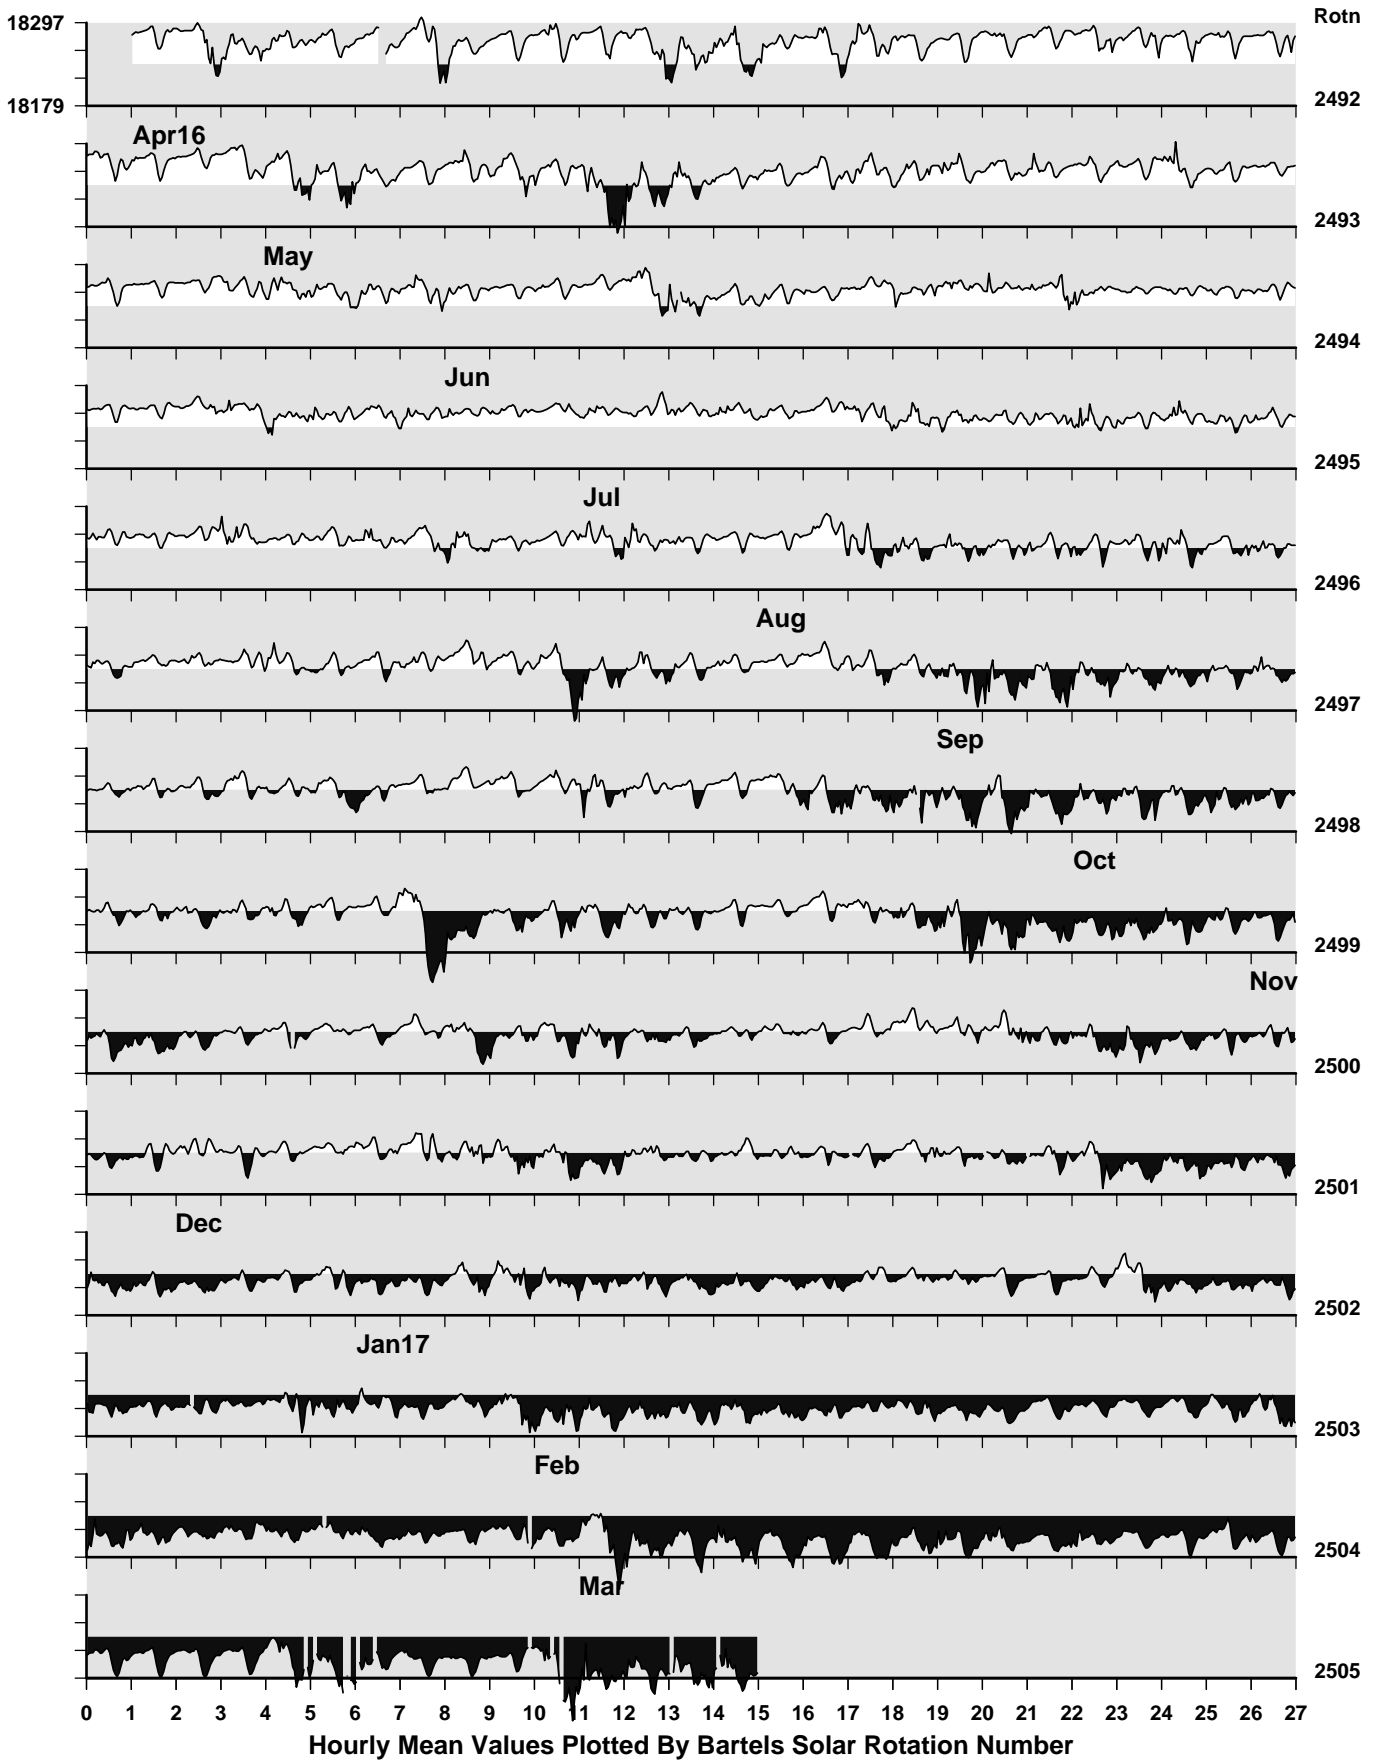 18297
Rotn
18179
2492
Apr16
2493
May
2494
Jun
2495
Jul
2496
Aug
2497
Sep
2498
Oct
2499
Nov
2500
2501
Dec
2502
Jan17
2503
Feb
2504
Mar
2505
0 1 2 3 4 5 6 7 8 9 10 11 12 13 14 15 16 17 18 19 20 21 22 23 24 25 26 27
Hourly Mean Values Plotted By Bartels Solar Rotation Number